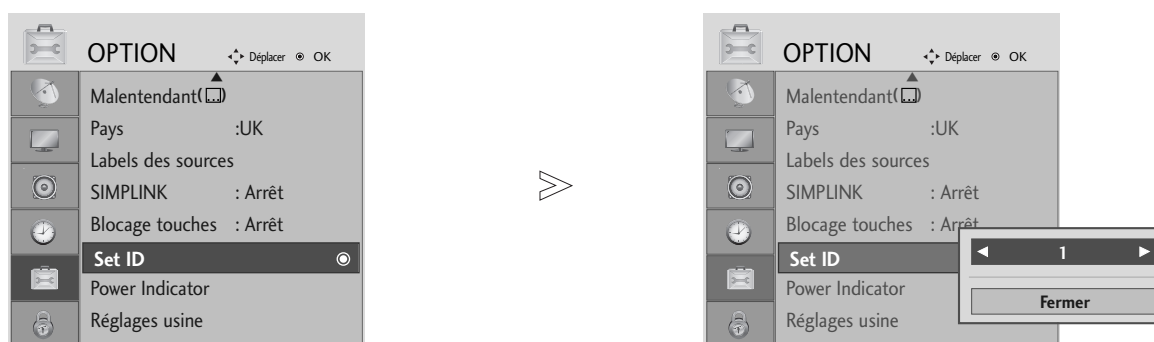 OPTION Déplacer OK
Malentendant( )
Pays :UK
Labels des sources
SIMPLINK : Arrêt
Blocage touches : Arrêt
Set ID
Power Indicator
Réglages usine
OPTION Déplacer OK
Malentendant( )
Pays :UK
Labels des sources
SIMPLINK : Arrêt
Blocage touches : Arrêt
Set ID
Power Indicator
Réglages usine
1
Fermer